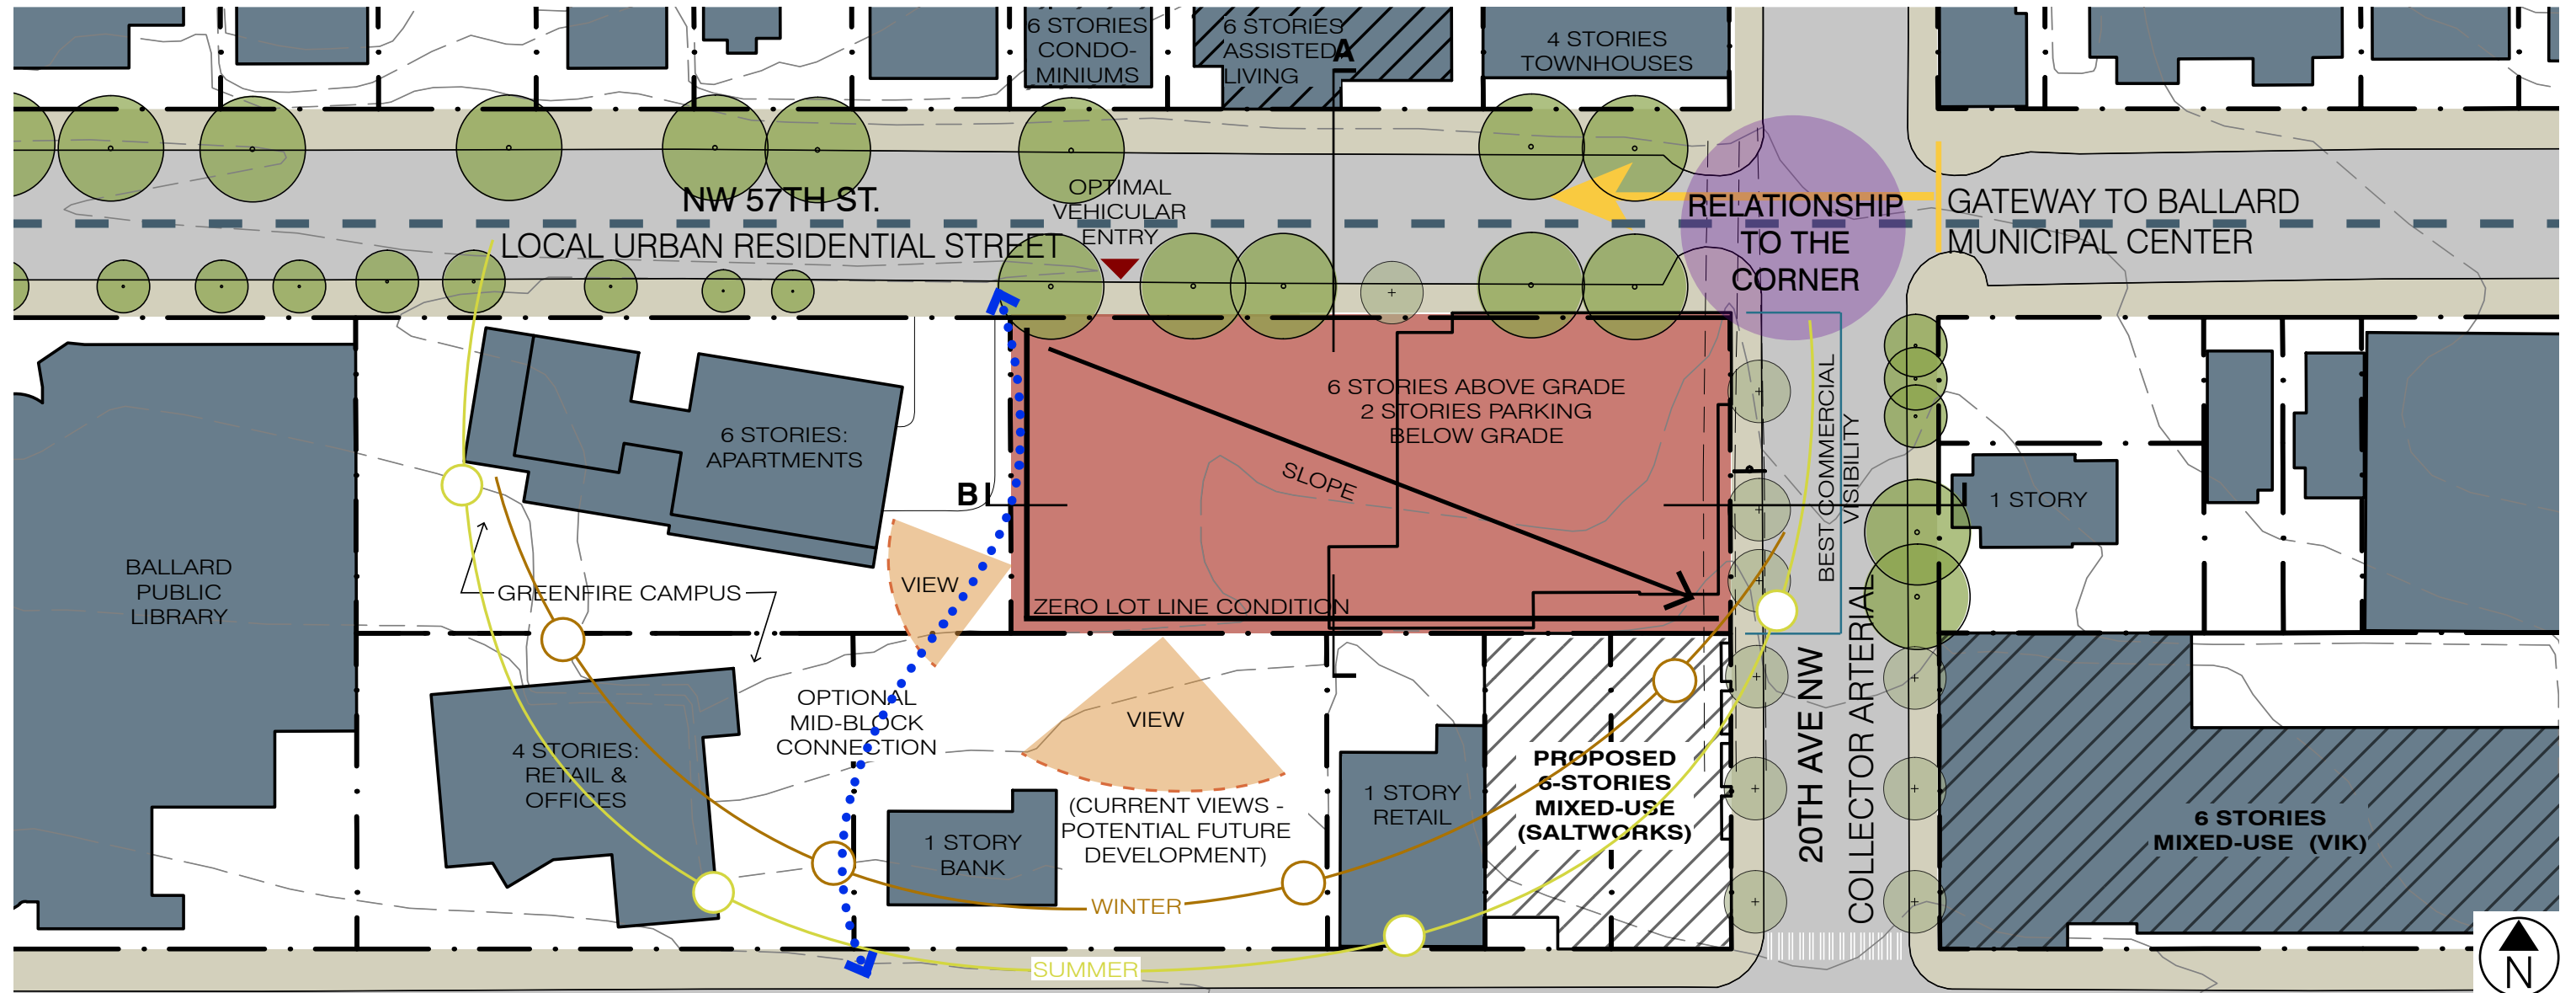 6 STORIES
CONDO-
MINIUMS
6 STORIES
ASSISTED
LIVING
A
4 STORIES
TOWNHOUSES
NW 57TH ST.
LOCAL URBAN RESIDENTIAL STREET
OPTIMAL
VEHICULAR
ENTRY
RELATIONSHIP
TO THE
CORNER
GATEWAY TO BALLARD
MUNICIPAL CENTER
6 STORIES:
APARTMENTS
6 STORIES ABOVE GRADE
2 STORIES PARKING
BELOW GRADE
SLOPE
B
BEST COMMERCIAL
VISIBILITY
1 STORY
BALLARD
PUBLIC
LIBRARY
GREENFIRE CAMPUS
VIEW
ZERO LOT LINE CONDITION
OPTIONAL
MID-BLOCK
CONNECTION
VIEW
(CURRENT VIEWS -
POTENTIAL FUTURE
DEVELOPMENT)
4 STORIES:
RETAIL &
OFFICES
1 STORY
BANK
1 STORY
RETAIL
PROPOSED
6-STORIES
MIXED-USE
(SALTWORKS)
20TH AVE NW
COLLECTOR ARTERIAL
6 STORIES
MIXED-USE (VIK)
WINTER
SUMMER
N